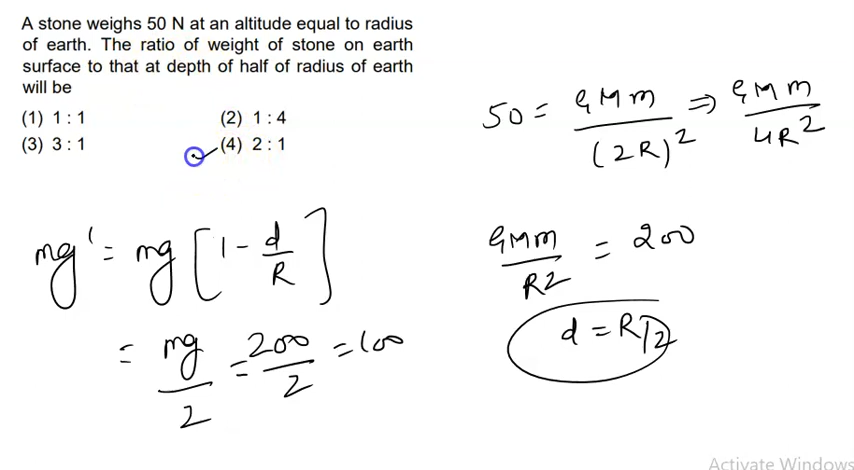 A stone weighs 50 N at an altitude equal to radius
of earth. The ratio of weight of stone on earth
surface to that at depth of half of radius of earth
will be
(1) 1 : 1 (2) 1 : 4
(3) 3 : 1 (4) 2 : 1
50 = GMm / (2R)² ⇒ GMm / 4R²
GMm / R2 = 200
d = R/2
mg' = mg [1 - d/R]
= mg/2 = 200/2 = 100
Activate Windows